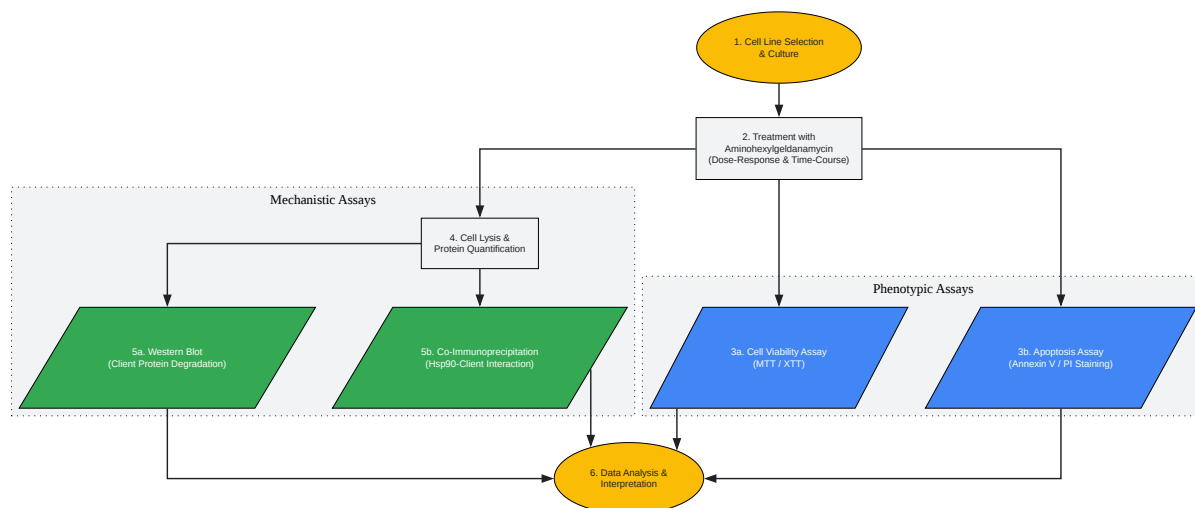 1. Cell Line Selection
& Culture
2. Treatment with
Aminohexylgeldanamycin
(Dose-Response & Time-Course)
Mechanistic Assays
4. Cell Lysis &
Protein Quantification
Phenotypic Assays
5a. Western Blot
(Client Protein Degradation)
5b. Co-Immunoprecipitation
(Hsp90-Client Interaction)
3a. Cell Viability Assay
(MTT / XTT)
3b. Apoptosis Assay
(Annexin V / PI Staining)
6. Data Analysis &
Interpretation